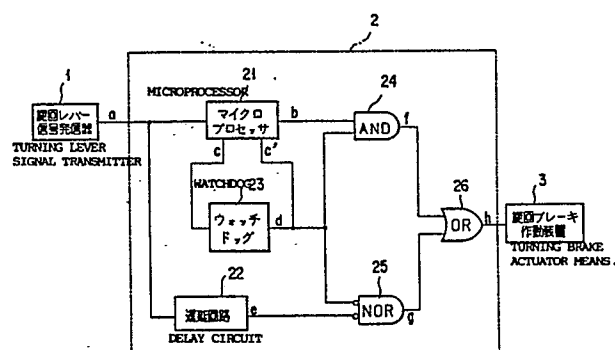 2
1
旋回レバー
信号発信器
TURNING LEVER
SIGNAL TRANSMITTER
a
21
MICROPROCESSOR
マイクロ
プロセッサ
b
c
c'
WATCHDOG 23
ウォッチ
ドッグ
d
22
遅延回路
DELAY CIRCUIT
e
24
AND
f
25
NOR
g
26
OR
h
3
旋回ブレーキ
作動装置
TURNING BRAKE
ACTUATOR MEANS.